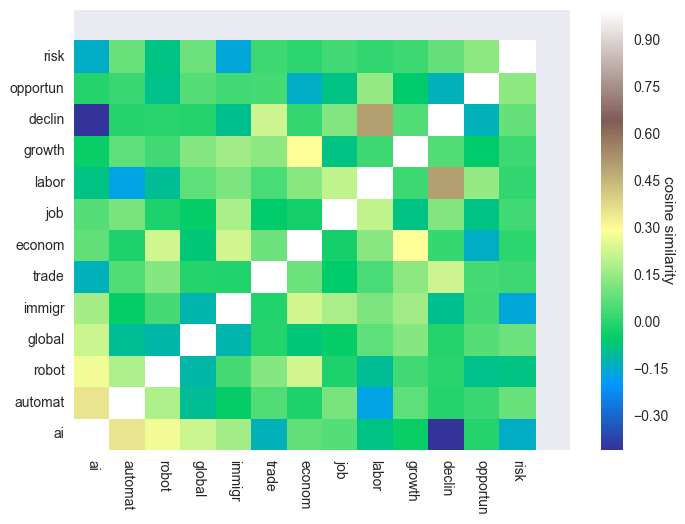 risk
opportun
declin
growth
labor
job
econom
trade
immigr
global
robot
automat
ai
ai automat robot global immigr trade econom job labor growth declin opportun risk
0.90
0.75
0.60
0.45
0.30
0.15
0.00
−0.15
−0.30
cosine similarity